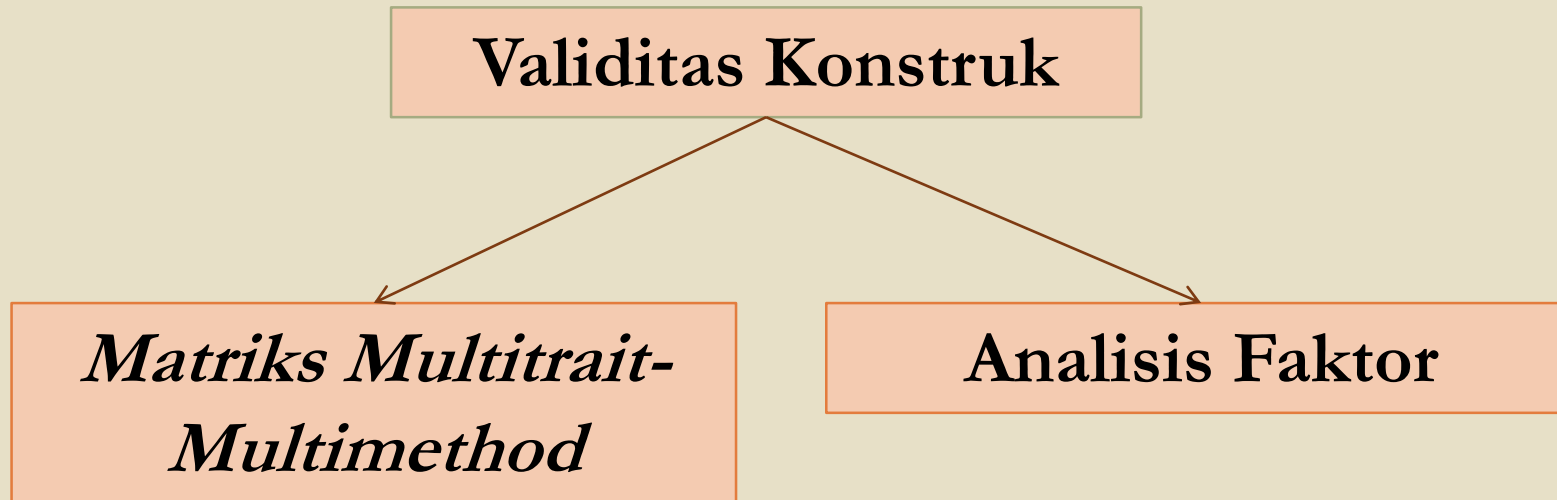 Validitas Konstruk
Matriks Multitrait-
Multimethod
Analisis Faktor